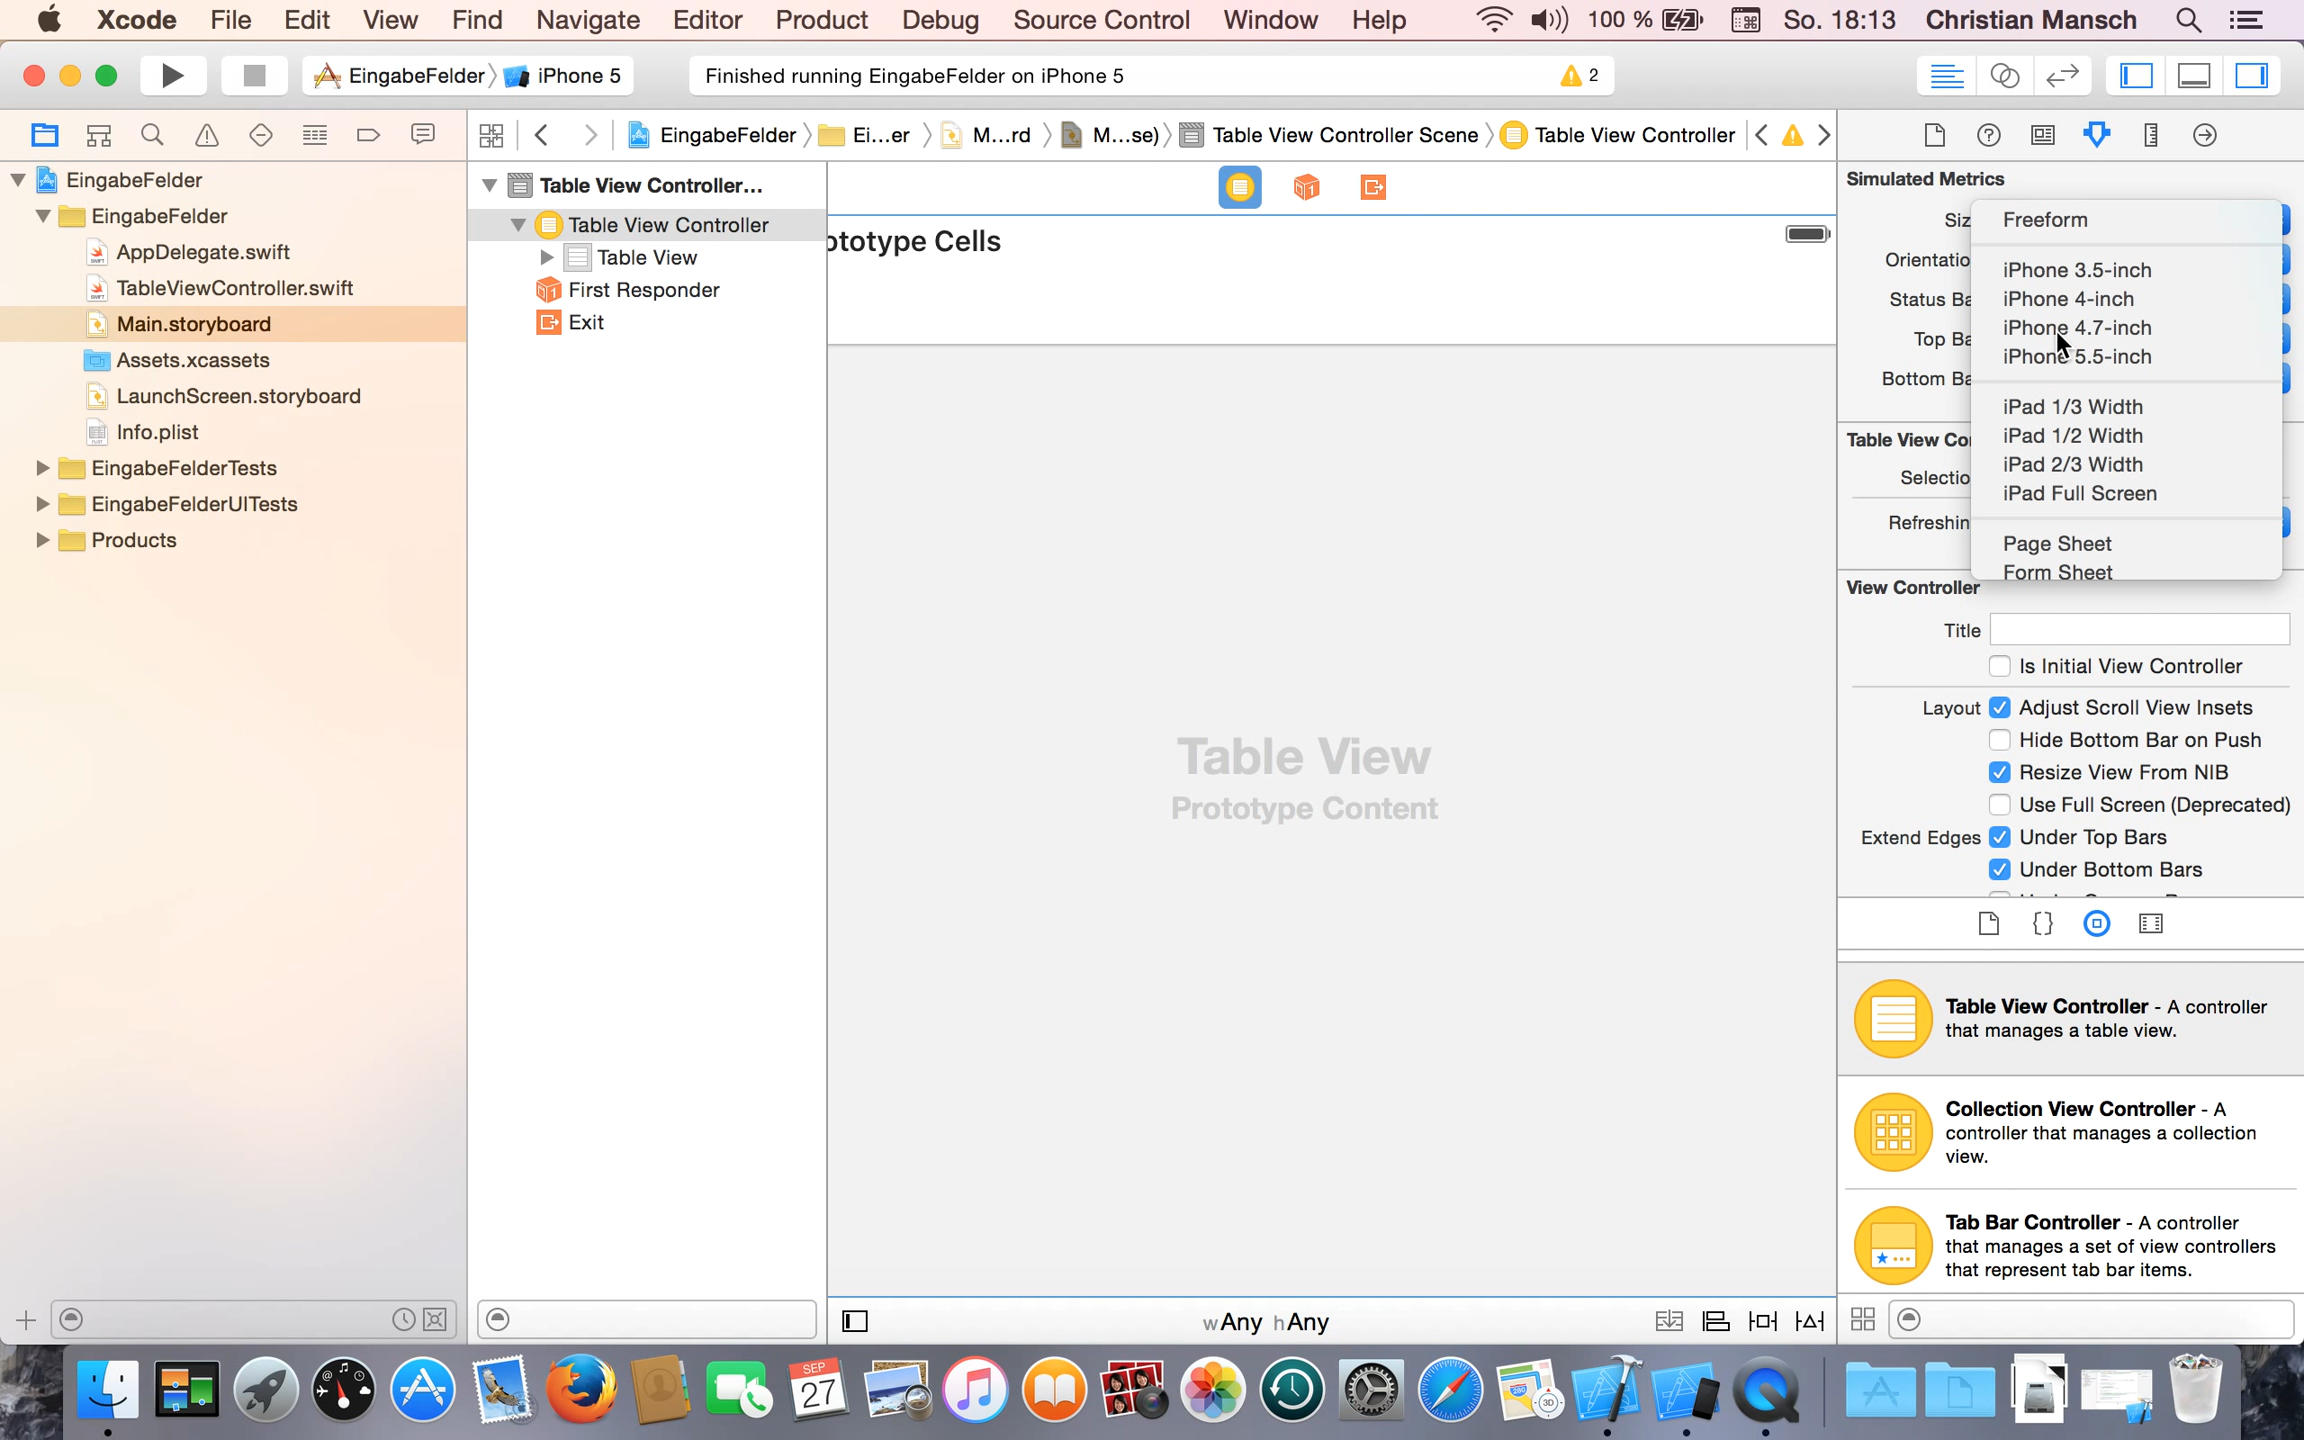 Xcode File Edit View Find Navigate Editor Product Debug Source Control Window Help 100 % So. 18:13 Christian Mansch
EingabeFelder iPhone 5 Finished running EingabeFelder on iPhone 5 2
EingabeFelder Ei...er M...rd M...se) Table View Controller Scene Table View Controller
EingabeFelder
EingabeFelder
AppDelegate.swift
TableViewController.swift
Main.storyboard
Assets.xcassets
LaunchScreen.storyboard
Info.plist
EingabeFelderTests
EingabeFelderUITests
Products
Table View Controller...
Table View Controller
Table View
First Responder
Exit
ototype Cells
Table View
Prototype Content
wAny hAny
Simulated Metrics
Siz
Orientatio
Status Ba
Top Ba
Bottom Ba
Freeform
iPhone 3.5-inch
iPhone 4-inch
iPhone 4.7-inch
iPhone 5.5-inch
iPad 1/3 Width
iPad 1/2 Width
iPad 2/3 Width
iPad Full Screen
Page Sheet
Form Sheet
Table View Co
Selectio
Refreshin
View Controller
Title
Is Initial View Controller
Layout Adjust Scroll View Insets
Hide Bottom Bar on Push
Resize View From NIB
Use Full Screen (Deprecated)
Extend Edges Under Top Bars
Under Bottom Bars
Table View Controller - A controller
that manages a table view.
Collection View Controller - A
controller that manages a collection
view.
Tab Bar Controller - A controller
that manages a set of view controllers
that represent tab bar items.
SEP
27
280
3D